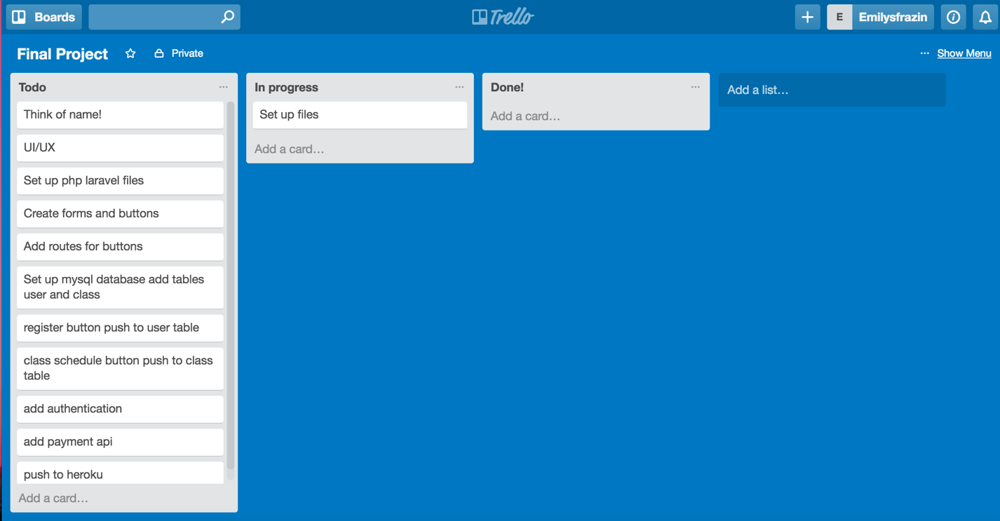 Boards
Trello
E
Emilysfrazin
Final Project
Private
... Show Menu
Todo
...
Think of name!
UI/UX
Set up php laravel files
Create forms and buttons
Add routes for buttons
Set up mysql database add tables
user and class
register button push to user table
class schedule button push to class
table
add authentication
add payment api
push to heroku
Add a card…
In progress
...
Set up files
Add a card…
Done!
...
Add a card…
Add a list…